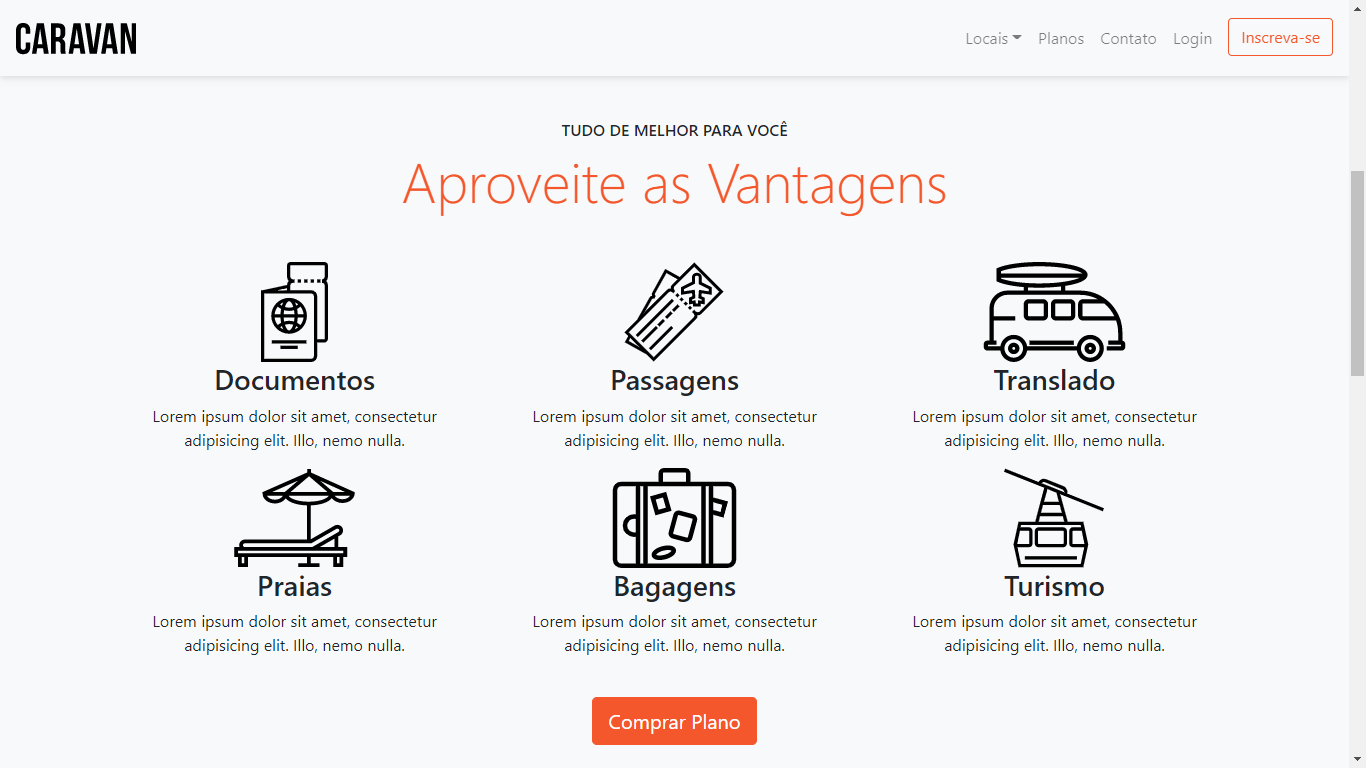 CARAVAN
Locais Planos Contato Login Inscreva-se
TUDO DE MELHOR PARA VOCÊ
Aproveite as Vantagens
Documentos
Lorem ipsum dolor sit amet, consectetur
adipisicing elit. Illo, nemo nulla.
Passagens
Lorem ipsum dolor sit amet, consectetur
adipisicing elit. Illo, nemo nulla.
Translado
Lorem ipsum dolor sit amet, consectetur
adipisicing elit. Illo, nemo nulla.
Praias
Lorem ipsum dolor sit amet, consectetur
adipisicing elit. Illo, nemo nulla.
Bagagens
Lorem ipsum dolor sit amet, consectetur
adipisicing elit. Illo, nemo nulla.
Turismo
Lorem ipsum dolor sit amet, consectetur
adipisicing elit. Illo, nemo nulla.
Comprar Plano